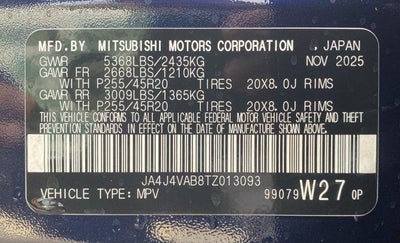 MFD.BY MITSUBISHI MOTORS CORPORATION , JAPAN
GWVR 5368LBS/2435KG NOV 2025
GAWR FR 2668LBS/1210KG
WITH P255/45R20 TIRES 20X8.0J RIMS
GAWR RR 3009LBS/1365KG
WITH P255/45R20 TIRES 20X8.0J RIMS
THIS VEHICLE CONFORMS TO ALL APPLICABLE FEDERAL MOTOR VEHICLE SAFETY, BUMPER, AND THEFT PREVENTION STANDARDS IN EFFECT ON THE DATE OF MANUFACTURE SHOWN ABOVE.
JA4J4VAB8TZ013093
VEHICLE TYPE: MPV 99079 W27 0P